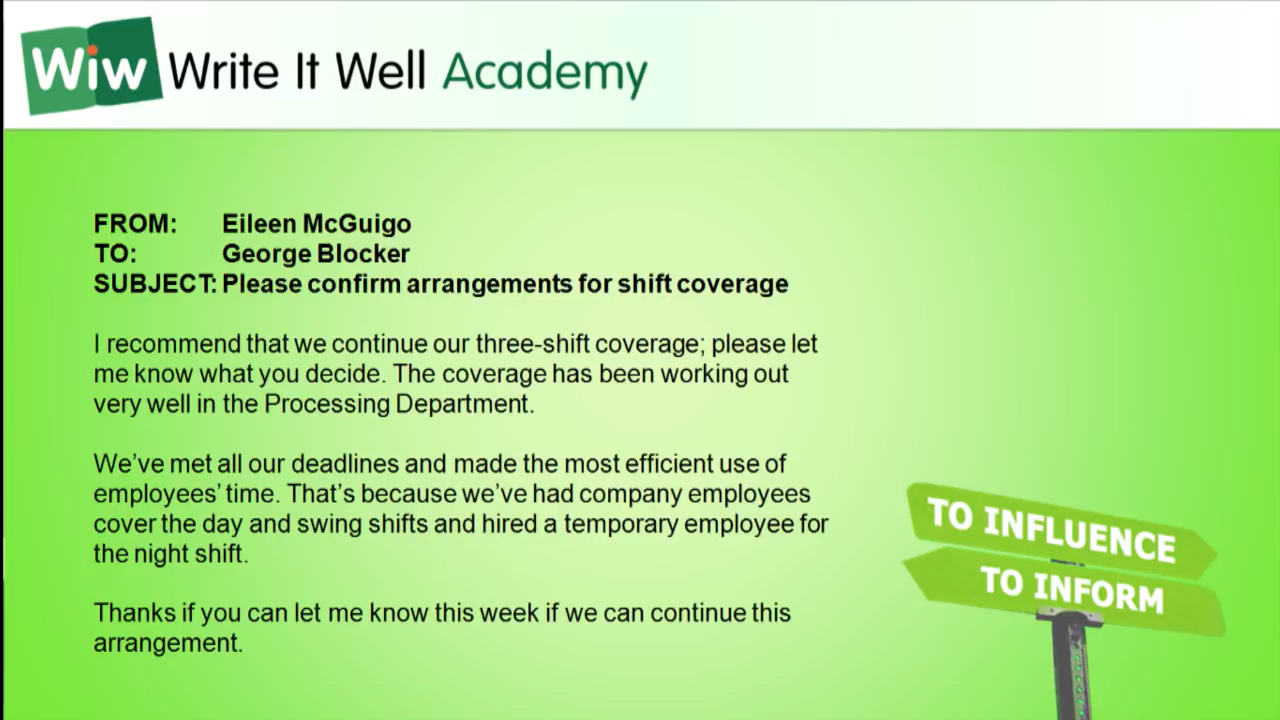 Wiw Write It Well Academy
FROM: Eileen McGuigo
TO: George Blocker
SUBJECT: Please confirm arrangements for shift coverage
I recommend that we continue our three-shift coverage; please let
me know what you decide. The coverage has been working out
very well in the Processing Department.
We’ve met all our deadlines and made the most efficient use of
employees’ time. That’s because we’ve had company employees
cover the day and swing shifts and hired a temporary employee for
the night shift.
Thanks if you can let me know this week if we can continue this
arrangement.
TO INFLUENCE
TO INFORM